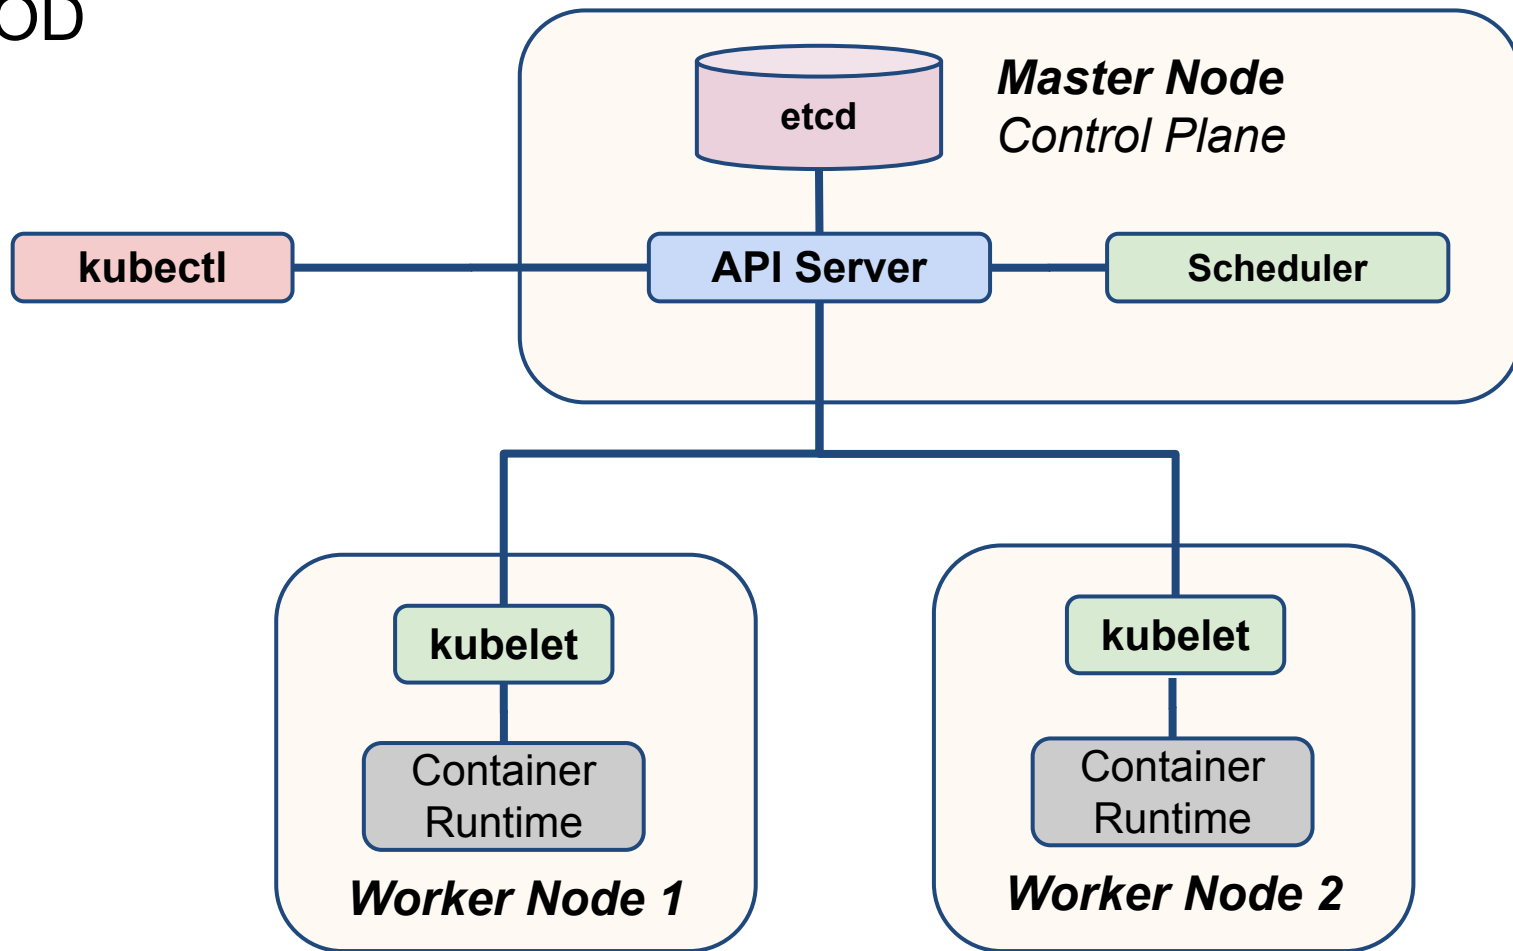 OD
etcd
Master Node
Control Plane
kubectl
API Server
Scheduler
kubelet
Container
Runtime
Worker Node 1
kubelet
Container
Runtime
Worker Node 2